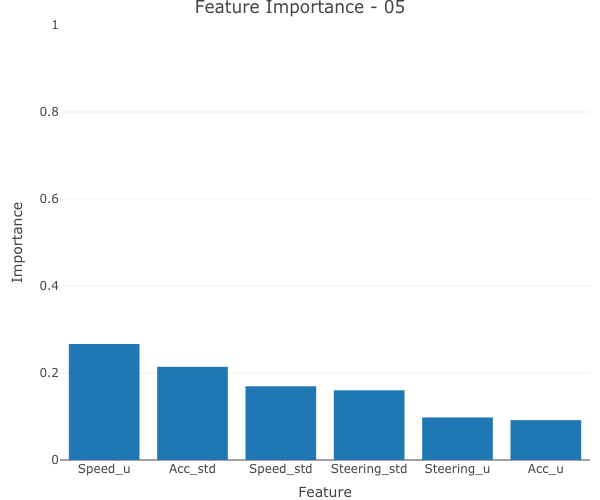 Feature Importance - 05
1
0.8
0.6
0.4
0.2
0
Importance
Speed_u Acc_std Speed_std Steering_std Steering_u Acc_u
Feature